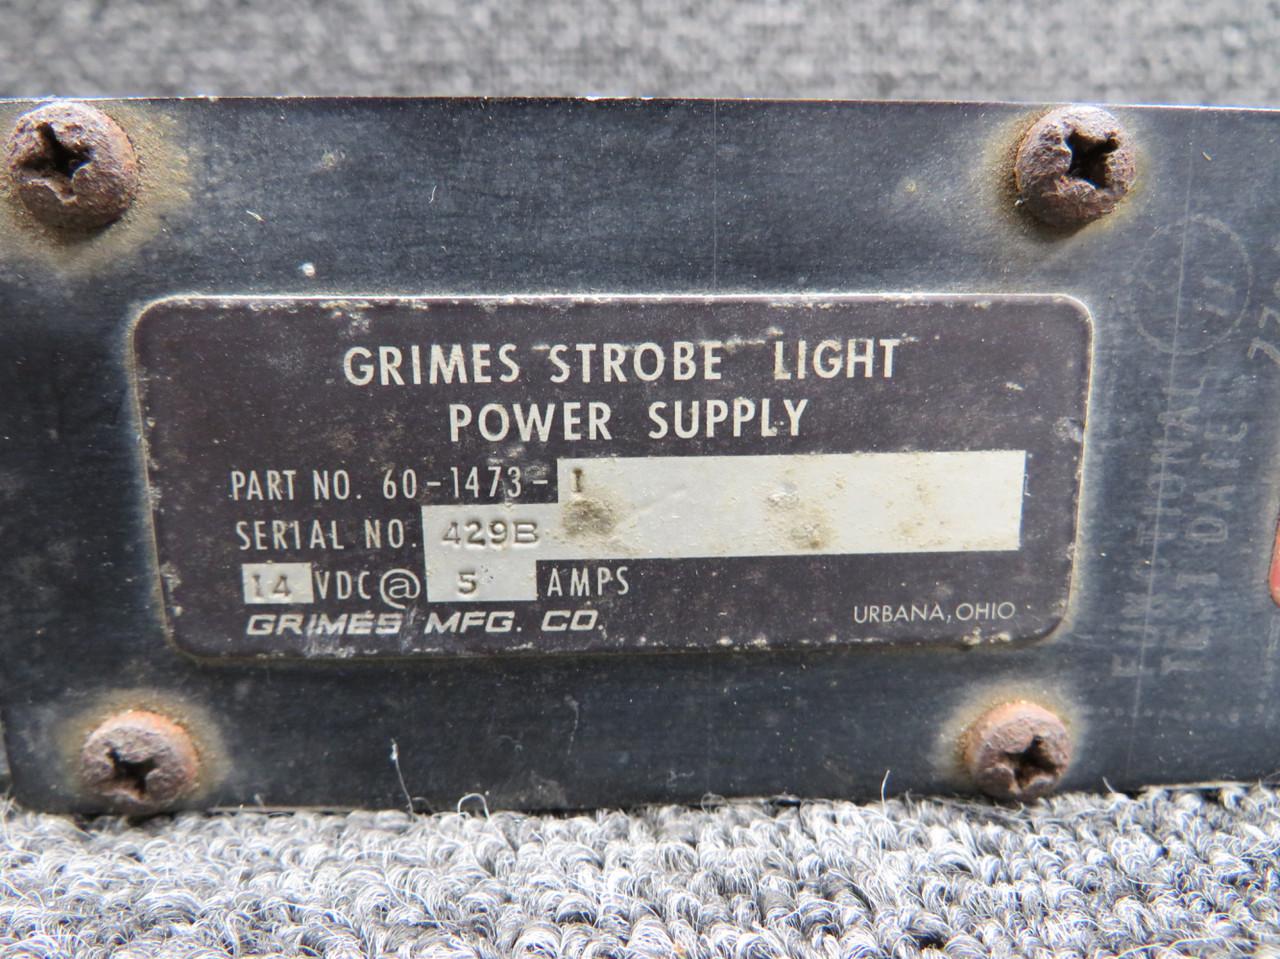 GRIMES STROBE LIGHT
POWER SUPPLY
PART NO. 60-1473-1
SERIAL NO. 429B
14 VDC @ 5 AMPS
GRIMES MFG. CO. URBANA, OHIO
TEST DATE